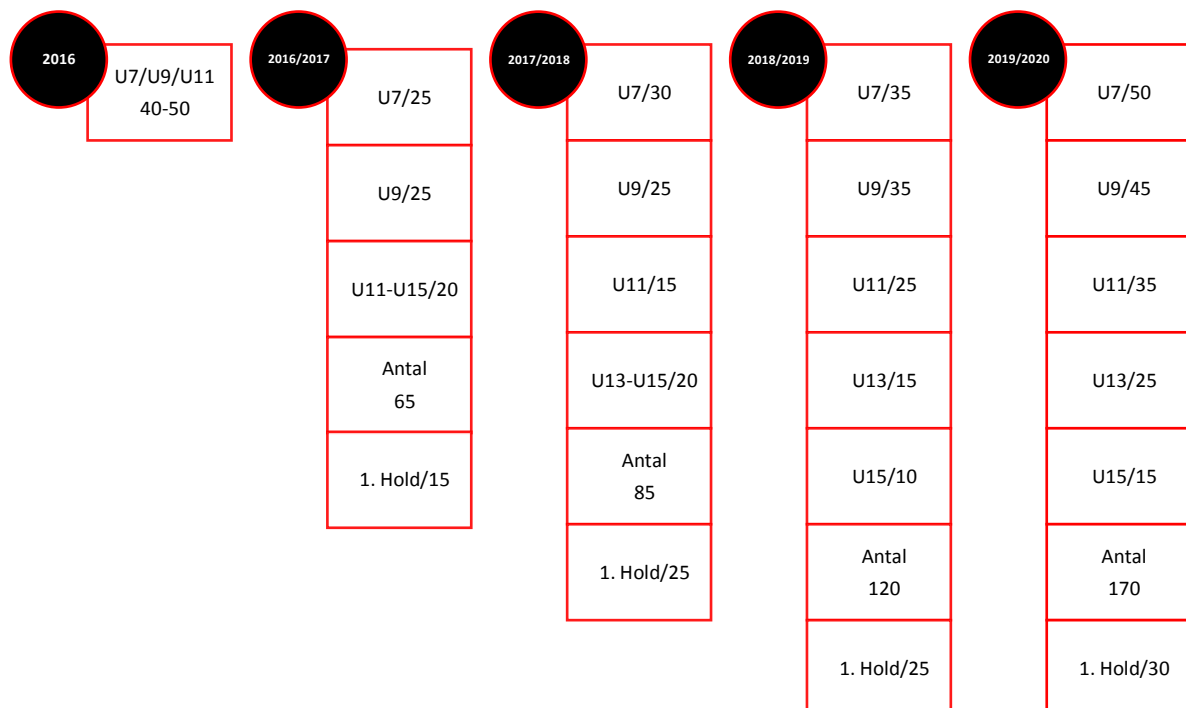 2016
U7/U9/U11
40-50
2016/2017
U7/25
U9/25
U11-U15/20
Antal
65
1. Hold/15
2017/2018
U7/30
U9/25
U11/15
U13-U15/20
Antal
85
1. Hold/25
2018/2019
U7/35
U9/35
U11/25
U13/15
U15/10
Antal
120
1. Hold/25
2019/2020
U7/50
U9/45
U11/35
U13/25
U15/15
Antal
170
1. Hold/30